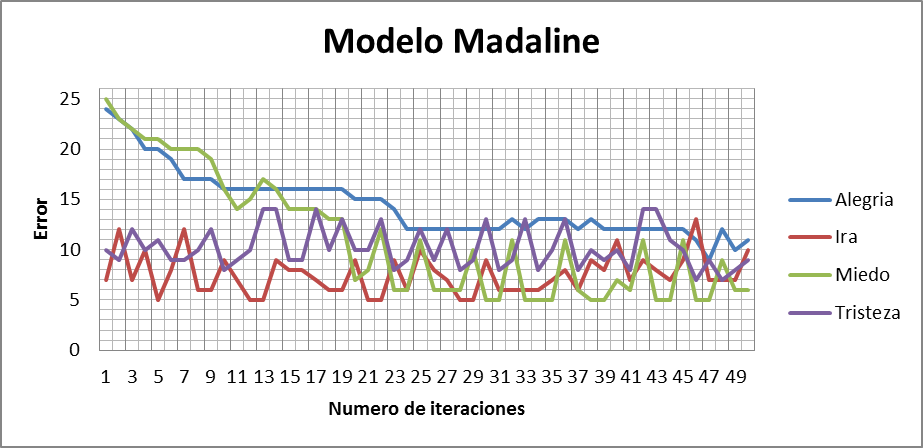 Modelo Madaline
25
20
15
10
5
0
Error
1 3 5 7 9 11 13 15 17 19 21 23 25 27 29 31 33 35 37 39 41 43 45 47 49
Numero de iteraciones
Alegria
Ira
Miedo
Tristeza